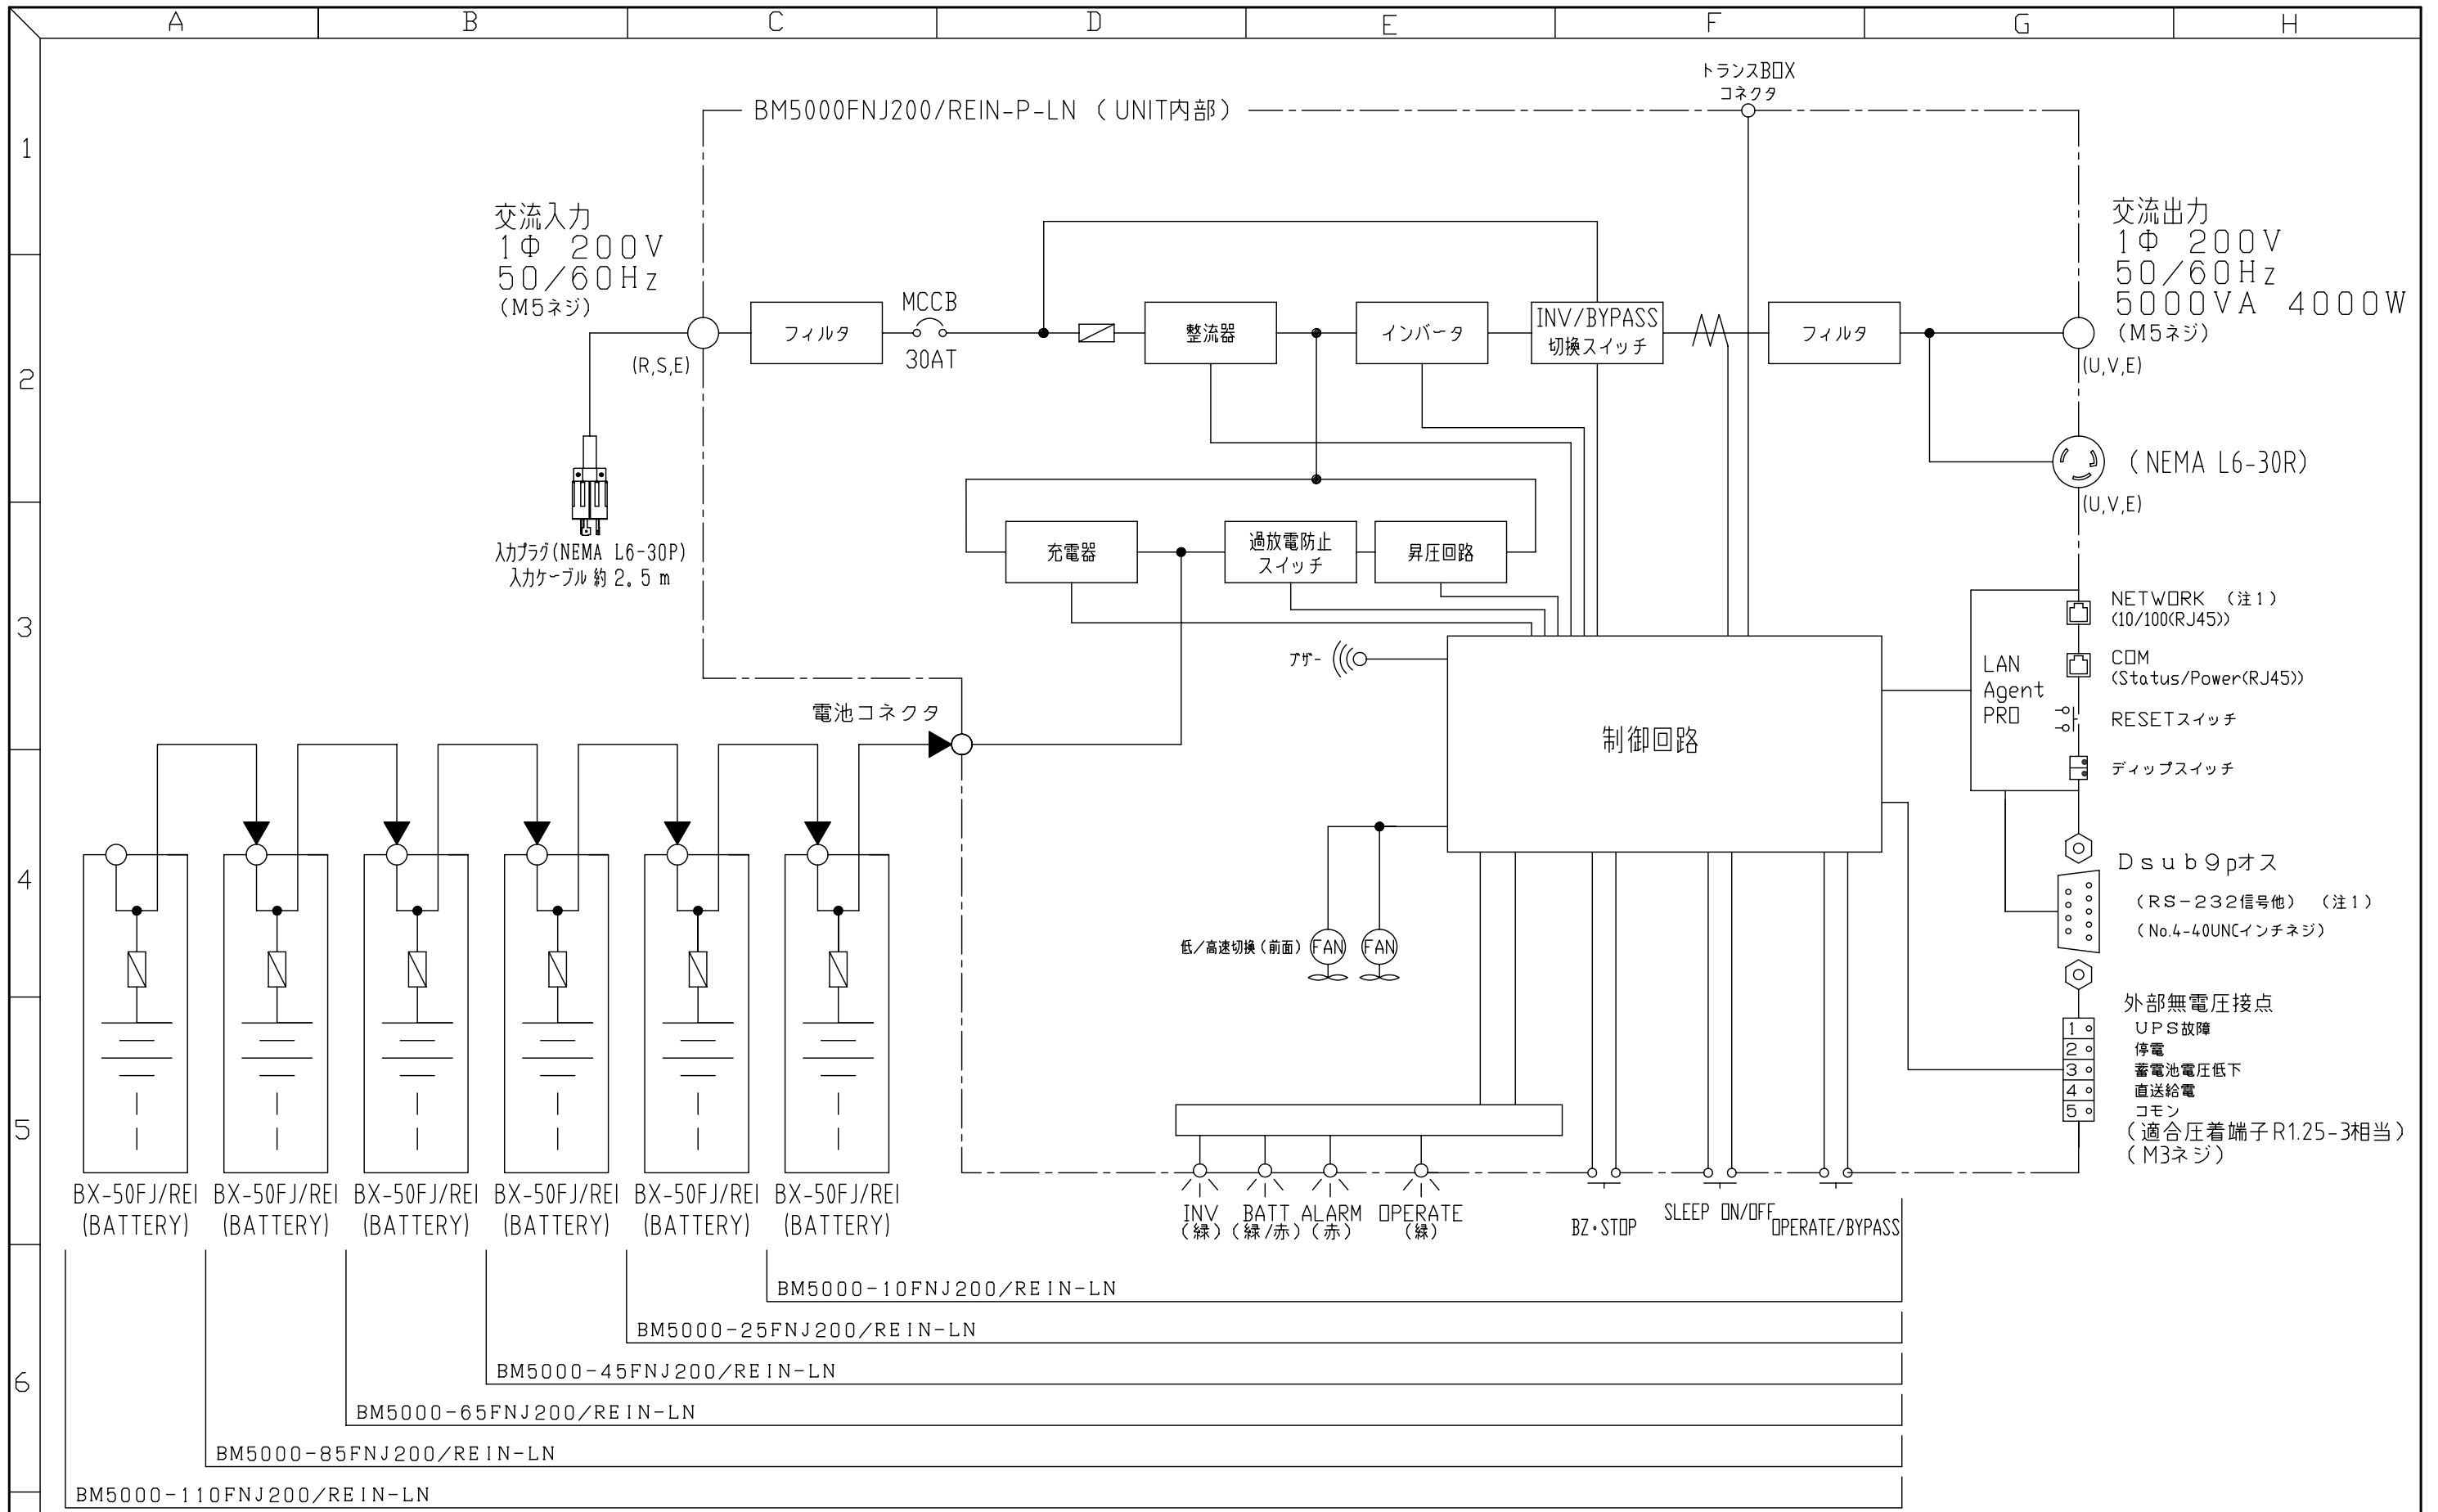 A B C D E F G H
1
2
3
4
5
6
トランスBOX
コネクタ
BM5000FNJ200/REIN-P-LN （UNIT内部）
交流入力
1Φ 200V
50/60Hz
（M5ネジ）
(R,S,E)
フィルタ
MCCB
30AT
整流器
インバータ
INV/BYPASS
切換スイッチ
フィルタ
交流出力
1Φ 200V
50/60Hz
5000VA 4000W
（M5ネジ）
(U,V,E)
（NEMA L6-30R）
(U,V,E)
入力プラグ(NEMA L6-30P)
入力ケーブル 約 2．5 m
充電器
過放電防止
スイッチ
昇圧回路
ブザー
制御回路
LAN
Agent
PRO
NETWORK （注1）
(10/100(RJ45))
COM
(Status/Power(RJ45))
RESETスイッチ
ディップスイッチ
電池コネクタ
Dsub9pオス
（RS-232信号他） （注1）
（No.4-40UNCインチネジ）
低／高速切換（前面）
FAN FAN
外部無電圧接点
1 UPS故障
2 停電
3 蓄電池電圧低下
4 直送給電
5 コモン
（適合圧着端子R1.25-3相当）
（M3ネジ）
BX-50FJ/REI BX-50FJ/REI BX-50FJ/REI BX-50FJ/REI BX-50FJ/REI BX-50FJ/REI
(BATTERY) (BATTERY) (BATTERY) (BATTERY) (BATTERY) (BATTERY)
INV BATT ALARM OPERATE
（緑） （緑/赤） （赤） （緑）
BZ・STOP SLEEP ON/OFF OPERATE/BYPASS
BM5000-10FNJ200/REIN-LN
BM5000-25FNJ200/REIN-LN
BM5000-45FNJ200/REIN-LN
BM5000-65FNJ200/REIN-LN
BM5000-85FNJ200/REIN-LN
BM5000-110FNJ200/REIN-LN